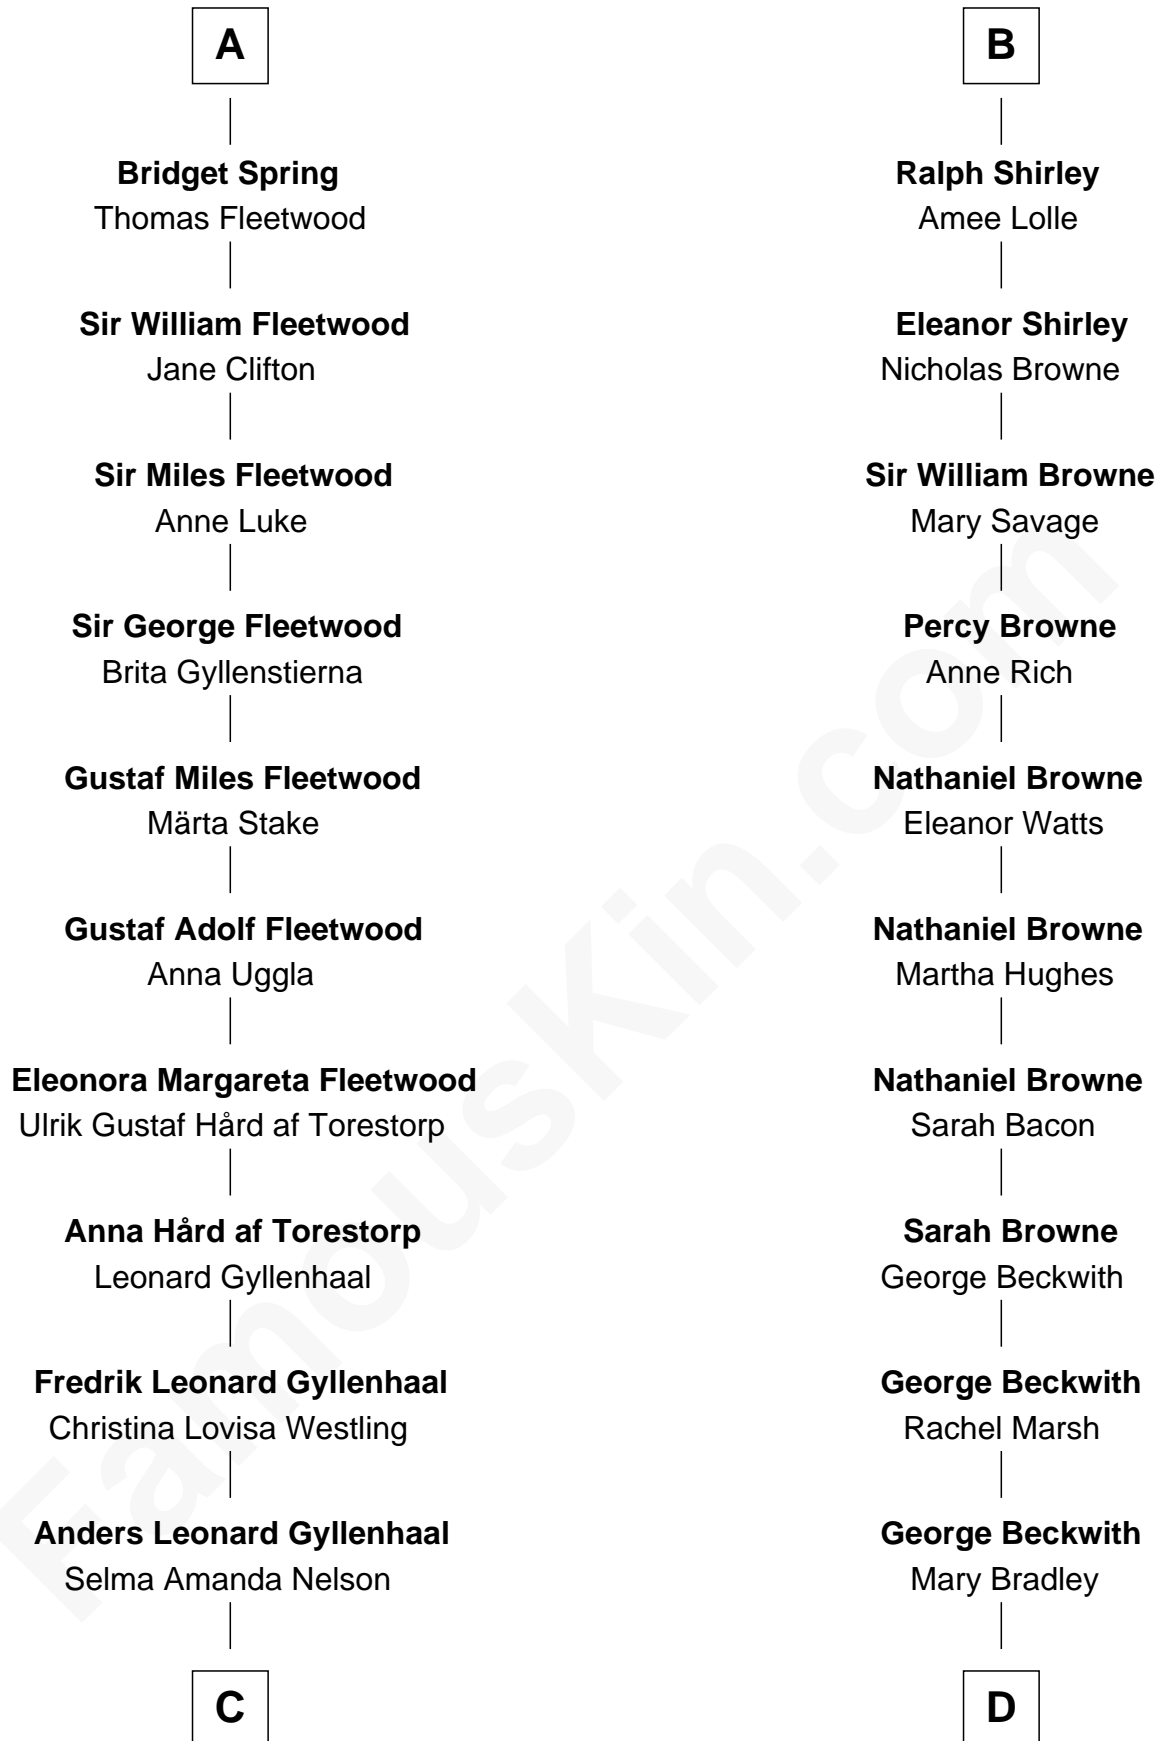 A
B
Bridget Spring
Thomas Fleetwood
Ralph Shirley
Amee Lolle
Sir William Fleetwood
Jane Clifton
Eleanor Shirley
Nicholas Browne
Sir Miles Fleetwood
Anne Luke
Sir William Browne
Mary Savage
Sir George Fleetwood
Brita Gyllenstierna
Percy Browne
Anne Rich
Gustaf Miles Fleetwood
Märta Stake
Nathaniel Browne
Eleanor Watts
Gustaf Adolf Fleetwood
Anna Uggla
Nathaniel Browne
Martha Hughes
Eleonora Margareta Fleetwood
Ulrik Gustaf Hård af Torestorp
Nathaniel Browne
Sarah Bacon
Anna Hård af Torestorp
Leonard Gyllenhaal
Sarah Browne
George Beckwith
Fredrik Leonard Gyllenhaal
Christina Lovisa Westling
George Beckwith
Rachel Marsh
Anders Leonard Gyllenhaal
Selma Amanda Nelson
George Beckwith
Mary Bradley
C
D
FamousKin.com